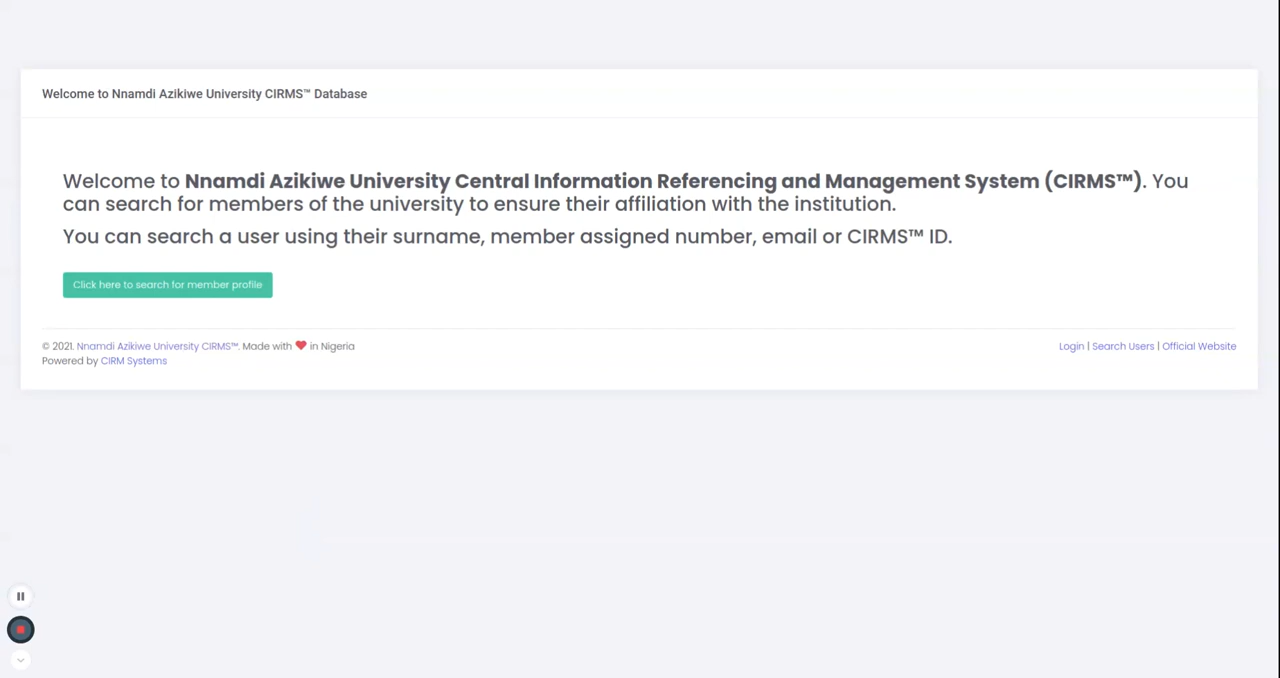 Welcome to Nnamdi Azikiwe University CIRMS™ Database
Welcome to Nnamdi Azikiwe University Central Information Referencing and Management System (CIRMS™). You
can search for members of the university to ensure their affiliation with the institution.
You can search a user using their surname, member assigned number, email or CIRMS™ ID.
Click here to search for member profile
© 2021. Nnamdi Azikiwe University CIRMS™. Made with ❤ in Nigeria
Login | Search Users | Official Website
Powered by CIRM Systems